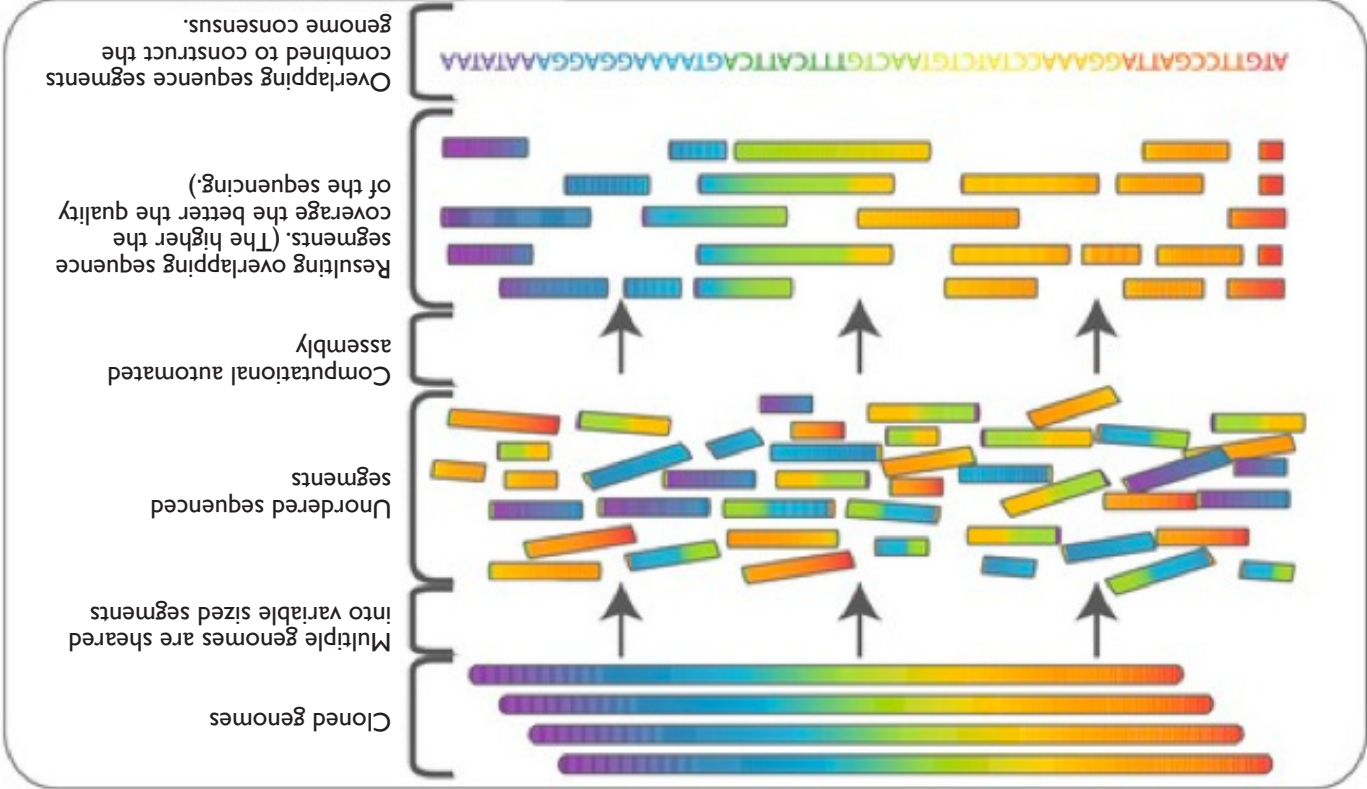 Cloned genomes
Multiple genomes are sheared
into variable sized segments
Unordered sequenced
segments
Computational automated
assembly
Resulting overlapping sequence
segments. (The higher the
coverage the better the quality
of the sequencing.)
ATGTTCCGATTAGGAAACCTATCTGTAACTGTTTCATTCAGTAAAAGGAGGAAATATAA
Overlapping sequence segments
combined to construct the
genome consensus.